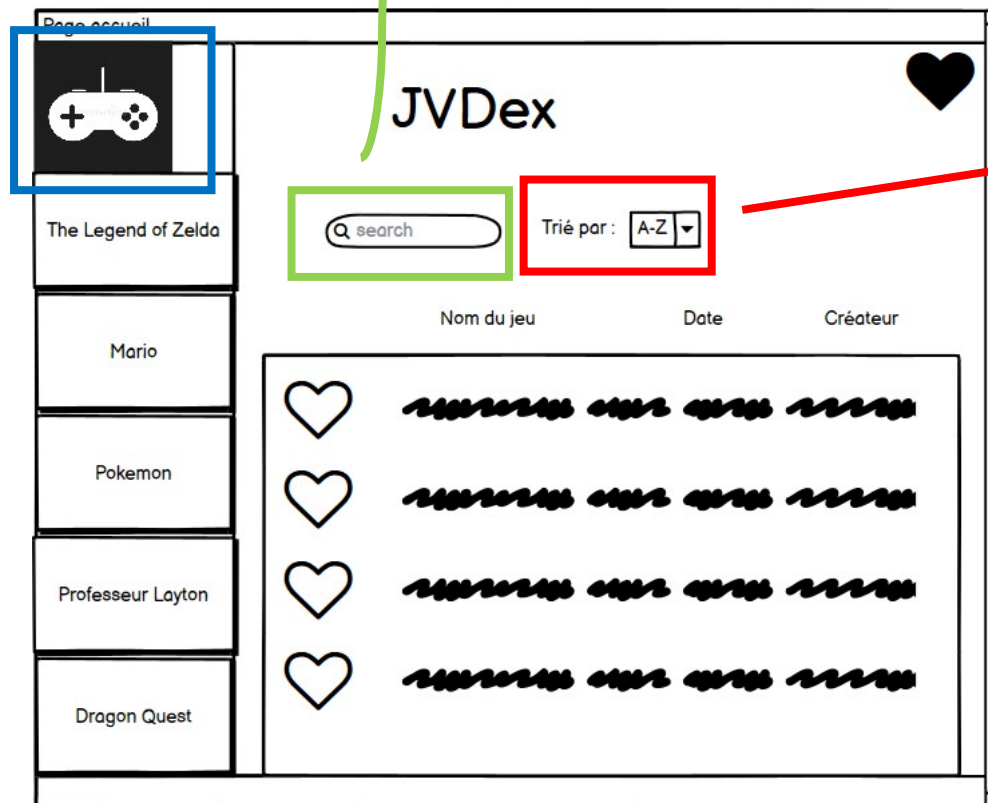 Page accueil
JVDex
The Legend of Zelda
search
Trié par :
A-Z
Nom du jeu
Date
Créateur
Mario
Pokemon
Professeur Layton
Dragon Quest